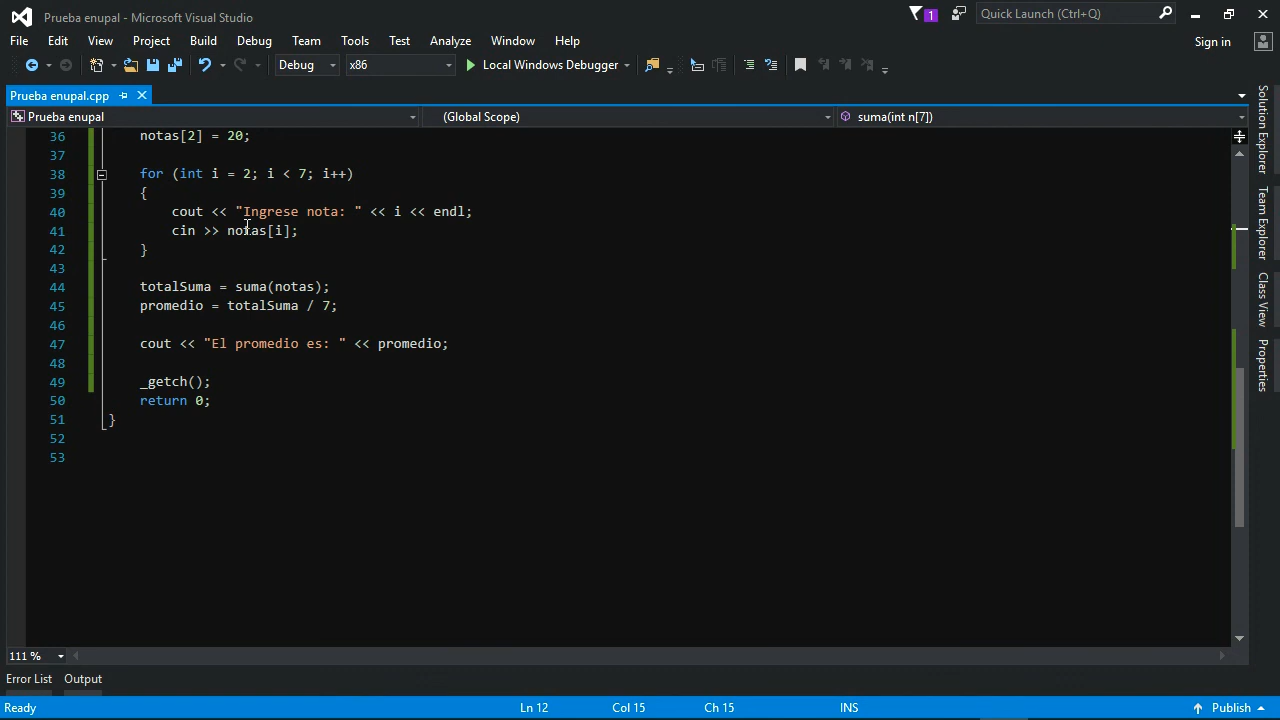 Prueba enupal - Microsoft Visual Studio
1
Quick Launch (Ctrl+Q)
File Edit View Project Build Debug Team Tools Test Analyze Window Help
Sign in
Debug x86 Local Windows Debugger
Prueba enupal.cpp
Prueba enupal (Global Scope) suma(int n[7])
36 notas[2] = 20;
37
38 for (int i = 2; i < 7; i++)
39 {
40 cout << "Ingrese nota: " << i << endl;
41 cin >> notas[i];
42 }
43
44 totalSuma = suma(notas);
45 promedio = totalSuma / 7;
46
47 cout << "El promedio es: " << promedio;
48
49 _getch();
50 return 0;
51 }
52
53
Solution Explorer
Team Explorer
Class View
Properties
111 %
Error List Output
Ready Ln 12 Col 15 Ch 15 INS Publish